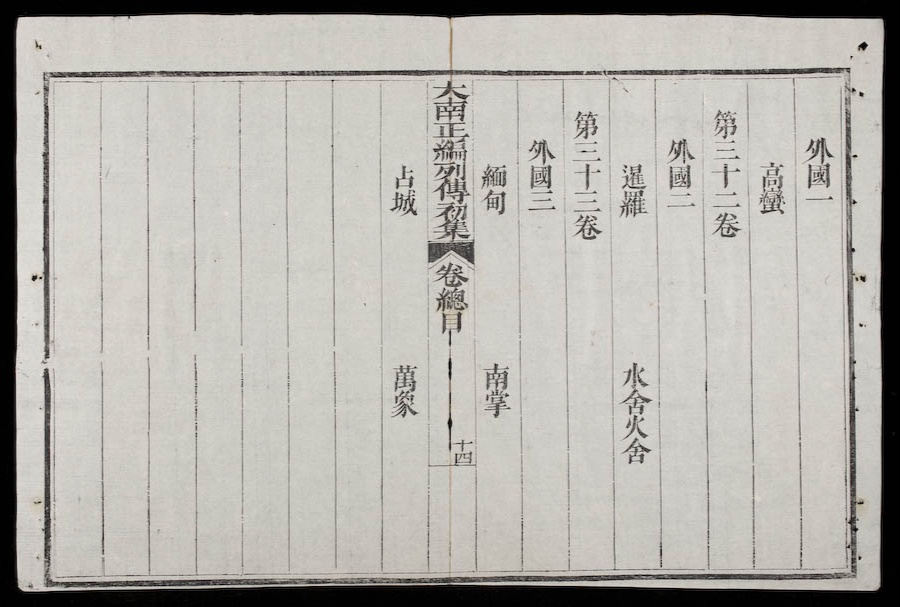 外國一
高蠻
第三十二卷
外國二
暹羅 水舍火舍
第三十三卷
外國三
緬甸 南掌
大南正編列傳初集 卷總目 十四
占城 萬象